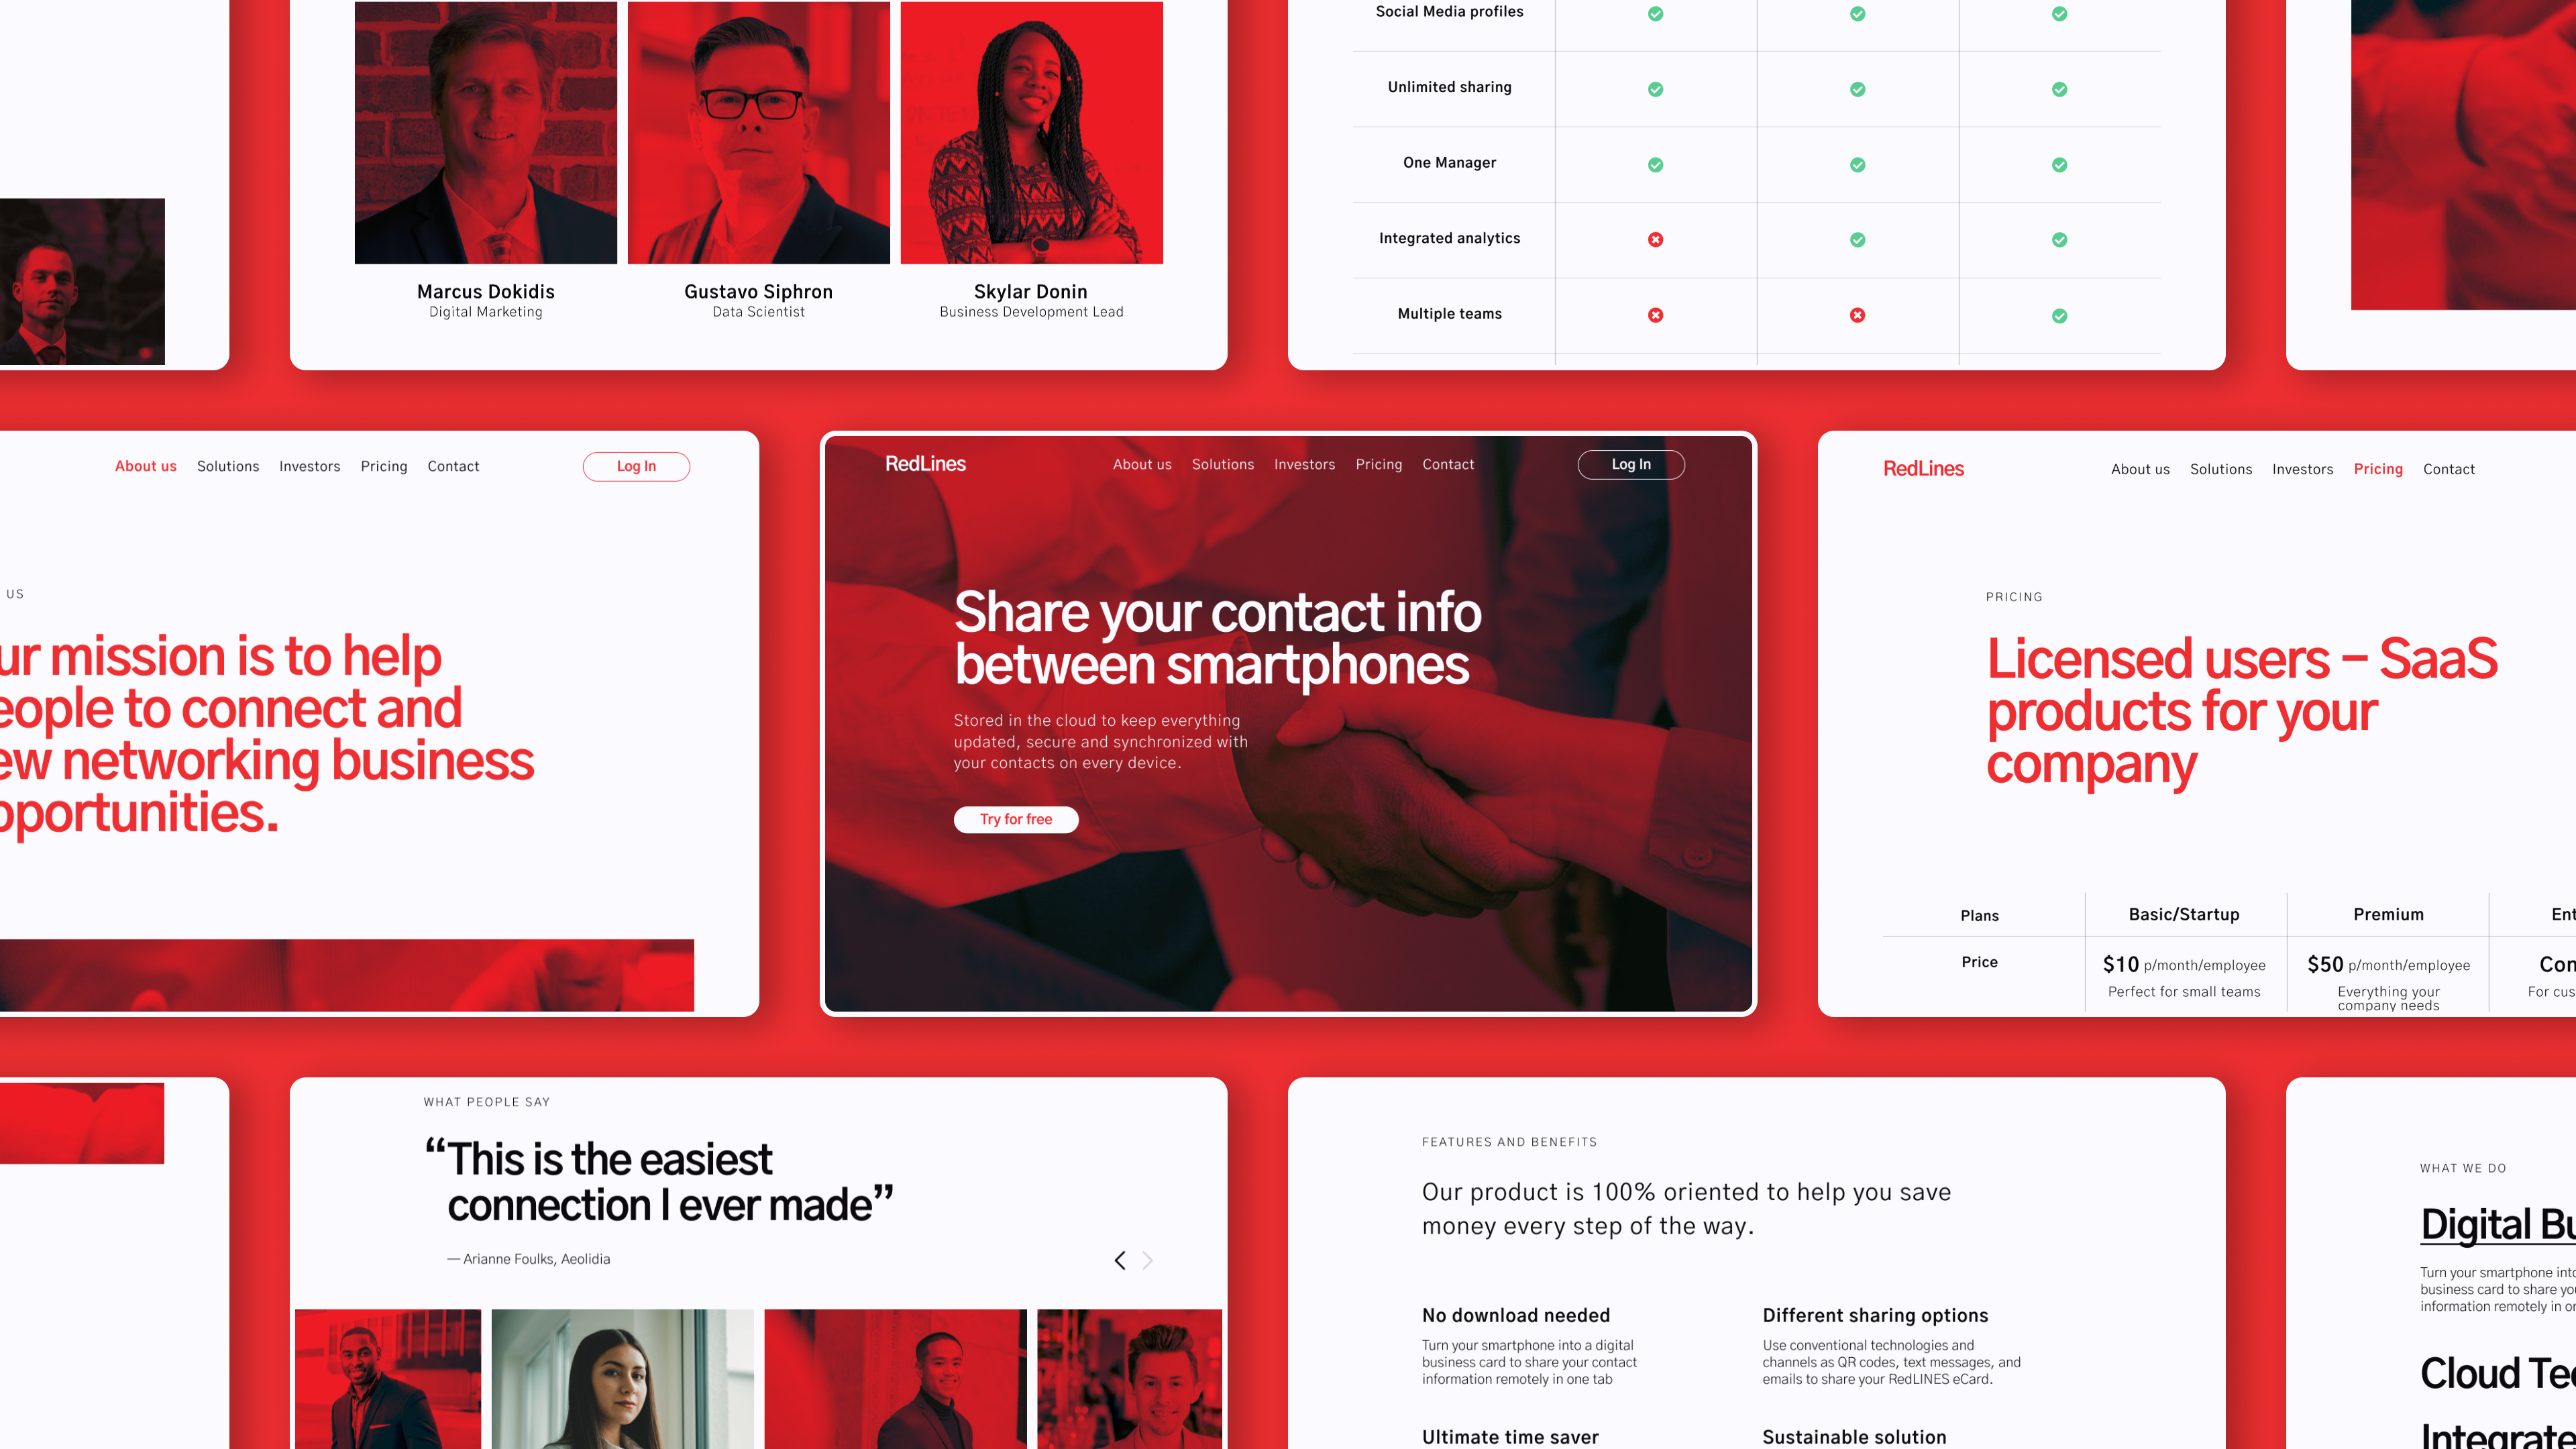 Marcus Dokidis
Digital Marketing
Gustavo Siphron
Data Scientist
Skylar Donin
Business Development Lead
Social Media profiles
Unlimited sharing
One Manager
Integrated analytics
Multiple teams
About us Solutions Investors Pricing Contact Log In
US
ur mission is to help
eople to connect and
ew networking business
pportunities.
RedLines About us Solutions Investors Pricing Contact Log In
Share your contact info
between smartphones
Stored in the cloud to keep everything
updated, secure and synchronized with
your contacts on every device.
Try for free
RedLines About us Solutions Investors Pricing Contact
PRICING
Licensed users – SaaS
products for your
company
Plans Basic/Startup Premium Ent
Price $10 p/month/employee $50 p/month/employee Con
Perfect for small teams Everything your For cus
company needs
WHAT PEOPLE SAY
“This is the easiest
connection I ever made”
— Arianne Foulks, Aeolidia
FEATURES AND BENEFITS
Our product is 100% oriented to help you save
money every step of the way.
No download needed
Turn your smartphone into a digital
business card to share your contact
information remotely in one tab
Different sharing options
Use conventional technologies and
channels as QR codes, text messages, and
emails to share your RedLINES eCard.
Ultimate time saver
Sustainable solution
WHAT WE DO
Digital Bu
Turn your smartphone into
business card to share you
information remotely in on
Cloud Tec
Integrate